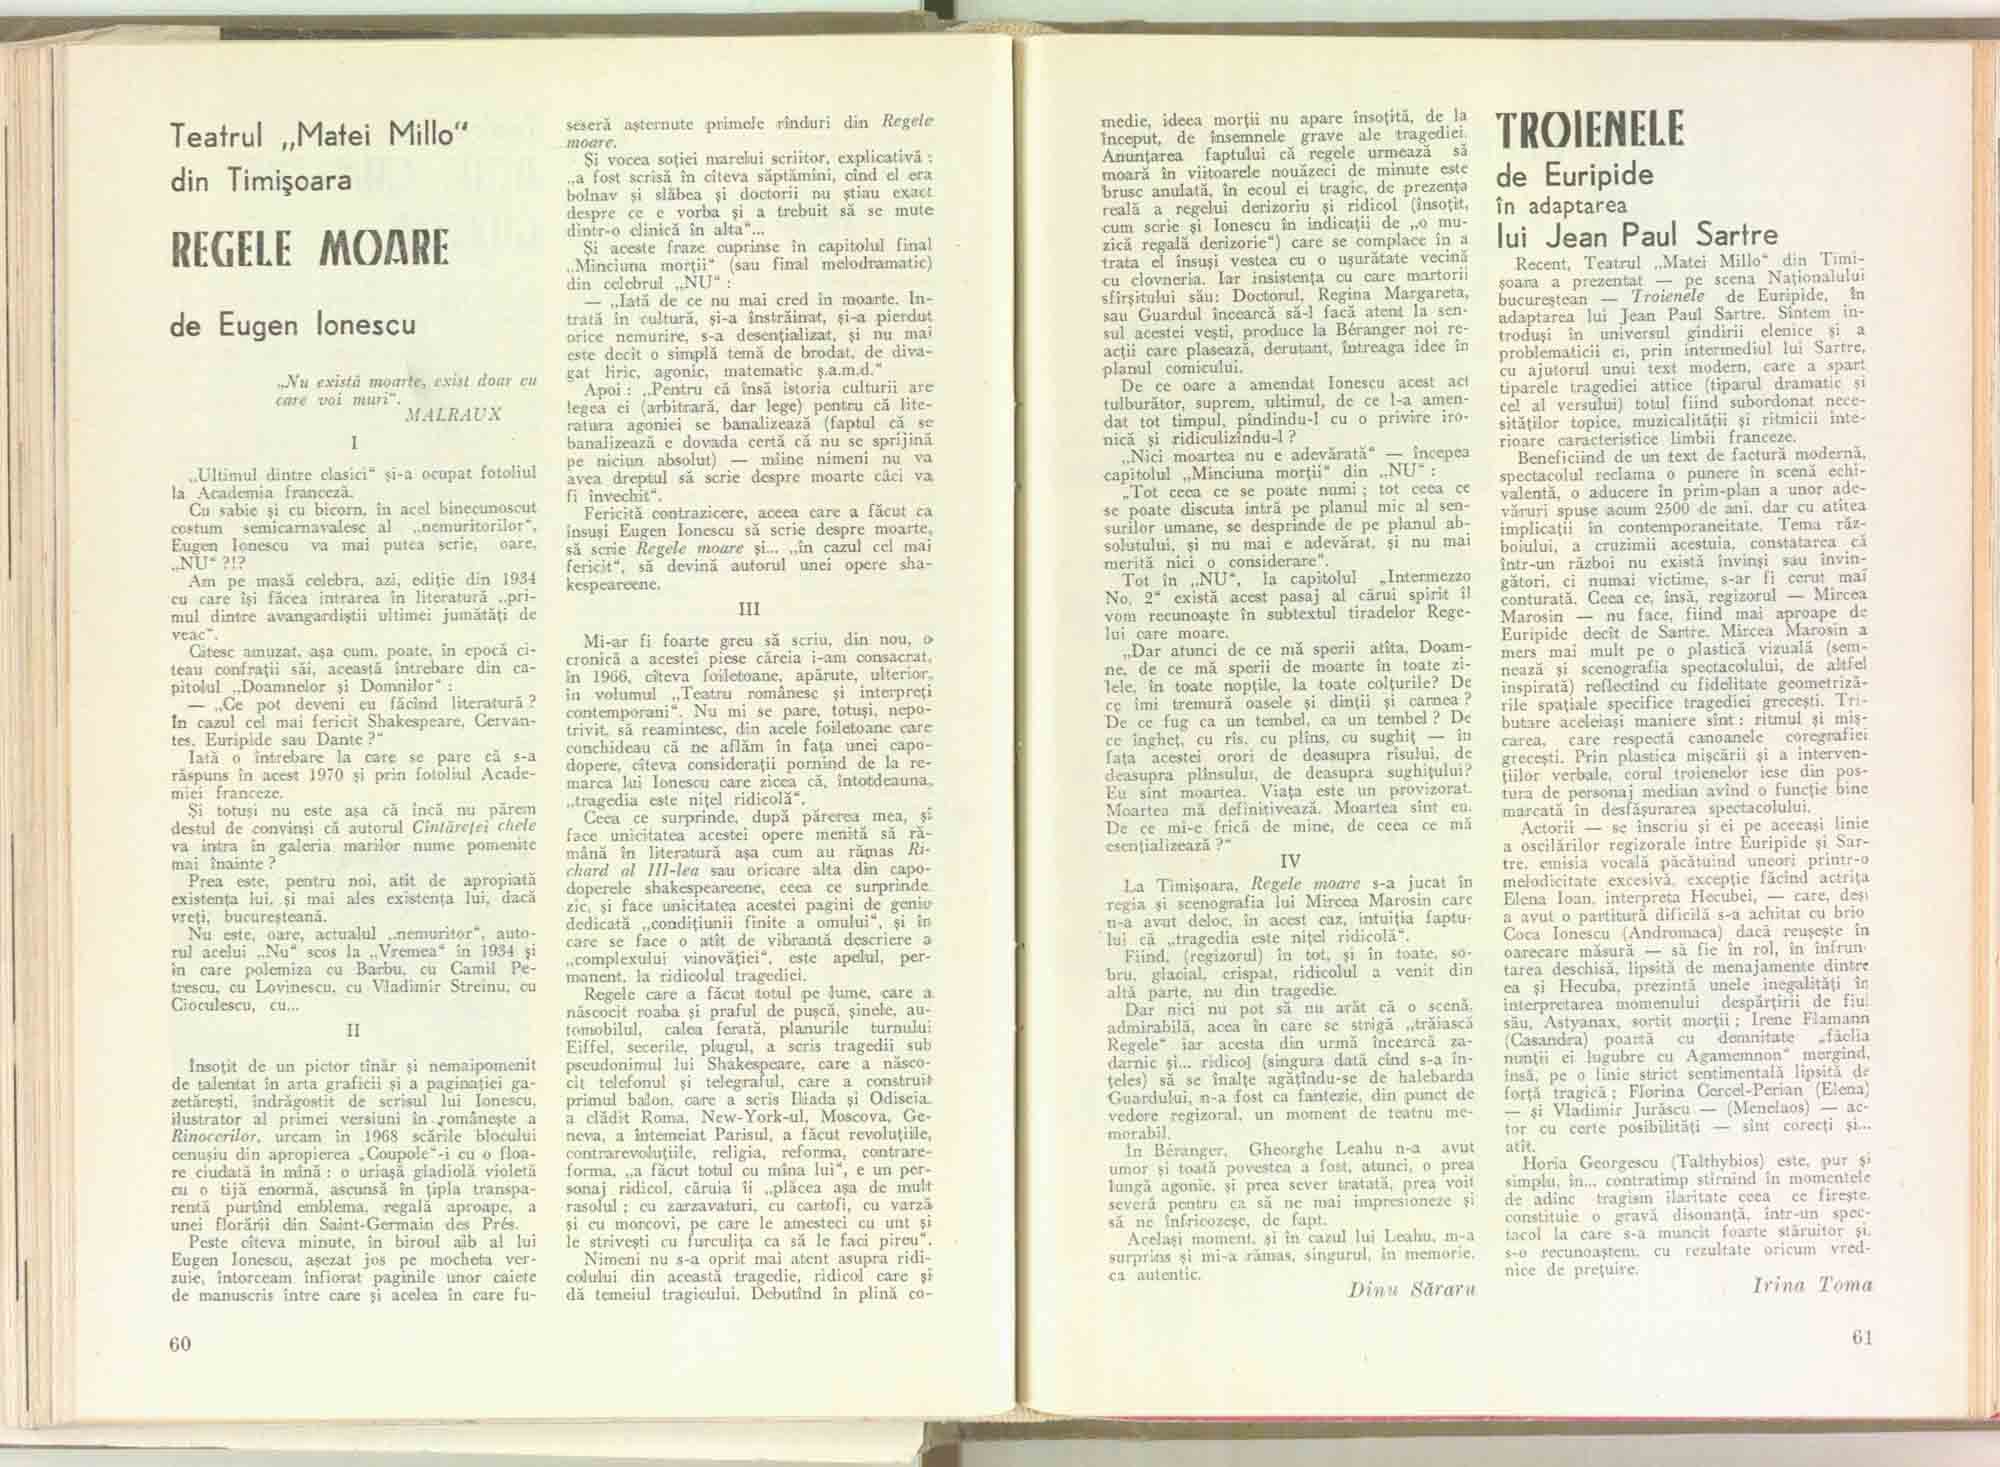 Teatrul „Matei Millo"
din Timişoara
REGELE MOARE
de Eugen Ionescu
„Nu există moarte, exist doar eu
care voi muri“.
MALRAUX
I
„Ultimul dintre clasici“ şi-a ocupat fotoliul
la Academia franceză.
Cu sabie şi cu bicorn, în acel binecunoscut
costum semicarnavalesc al „nemuritorilor“,
Eugen Ionescu va mai putea scrie, oare,
„NU“ ?!?
Am pe masă celebra, azi, ediţie din 1934
cu care îşi făcea intrarea în literatură „pri-
mul dintre avangardiştii ultimei jumătăţi de
veac“.
Citesc amuzat, aşa cum, poate, în epocă ci-
teau confraţii săi, această întrebare din ca-
pitolul „Doamnelor şi Domnilor“ :
— „Ce pot deveni eu făcînd literatură ?
În cazul cel mai fericit Shakespeare, Cervan-
tes, Euripide sau Dante ?“
Iată o întrebare la care se pare că s-a
răspuns în acest 1970 şi prin fotoliul Acade-
miei franceze.
Şi totuşi nu este aşa că încă nu părem
destul de convinşi că autorul Cîntăreţei chele
va intra în galeria marilor nume pomenite
mai înainte ?
Prea este, pentru noi, atît de apropiată
existenţa lui, şi mai ales existenţa lui, dacă
vreţi, bucureşteană.
Nu este, oare, actualul „nemuritor“, auto-
rul acelui „Nu“ scos la „Vremea“ în 1934 şi
în care polemiza cu Barbu, cu Camil Pe-
trescu, cu Lovinescu, cu Vladimir Streinu, cu
Cioculescu, cu...
II
Însoţit de un pictor tînăr şi nemaipomenit
de talentat în arta graficii şi a paginaţiei ga-
zetăreşti, îndrăgostit de scrisul lui Ionescu,
ilustrator al primei versiuni în româneşte a
Rinocerilor, urcam în 1968 scările blocului
cenuşiu din apropierea „Coupole“-i cu o floa-
re ciudată în mînă : o uriaşă gladiolă violetă
cu o tijă enormă, ascunsă în ţipla transpa-
rentă purtînd emblema, regală aproape, a
unei florării din Saint-Germain des Prés.
Peste cîteva minute, în biroul alb al lui
Eugen Ionescu, aşezat jos pe mocheta ver-
zuie, întorceam înfiorat paginile unor caiete
de manuscris între care şi acelea în care fu-
60
seseră aşternute primele rînduri din Regele
moare.
Şi vocea soţiei marelui scriitor, explicativă :
„a fost scrisă în cîteva săptămîni, cînd el era
bolnav şi slăbea şi doctorii nu ştiau exact
despre ce e vorba şi a trebuit să se mute
dintr-o clinică în alta“...
Şi aceste fraze cuprinse în capitolul final
„Minciuna morţii“ (sau final melodramatic)
din celebrul „NU“ :
— „Iată de ce nu mai cred în moarte. In-
trată în cultură, şi-a înstrăinat, şi-a pierdut
orice nemurire, s-a desenţializat, şi nu mai
este decît o simplă temă de brodat, de diva-
gat liric, agonic, matematic ş.a.m.d.“
Apoi : „Pentru că însă istoria culturii are
legea ei (arbitrară, dar lege) pentru că lite-
ratura agoniei se banalizează (faptul că se
banalizează e dovada certă că nu se sprijină
pe niciun absolut) — mîine nimeni nu va
avea dreptul să scrie despre moarte căci va
fi învechit“.
Fericită contrazicere, aceea care a făcut ca
însuşi Eugen Ionescu să scrie despre moarte,
să scrie Regele moare şi... „în cazul cel mai
fericit“, să devină autorul unei opere sha-
kespeareene.
III
Mi-ar fi foarte greu să scriu, din nou, o
cronică a acestei piese căreia i-am consacrat,
în 1966, cîteva foiletoane, apărute, ulterior,
în volumul „Teatru românesc şi interpreţi
contemporani“. Nu mi se pare, totuşi, nepo-
trivit, să reamintesc, din acele foiletoane care
conchideau că ne aflăm în faţa unei capo-
dopere, cîteva consideraţii pornind de la re-
marca lui Ionescu care zicea că, întotdeauna,
„tragedia este niţel ridicolă“.
Ceea ce surprinde, după părerea mea, şi
face unicitatea acestei opere menită să ră-
mână în literatură aşa cum au rămas Ri-
chard al III-lea sau oricare alta din capo-
doperele shakespeareene, ceea ce surprinde,
zic, şi face unicitatea acestei pagini de geniu
dedicată „condiţiunii finite a omului“, şi în
care se face o atît de vibrantă descriere a
„complexului vinovăţiei“, este apelul, per-
manent, la ridicolul tragediei.
Regele care a făcut totul pe lume, care a
născocit roaba şi praful de puşcă, şinele, au-
tomobilul, calea ferată, planurile turnului
Eiffel, secerile, plugul, a scris tragedii sub
pseudonimul lui Shakespeare, care a născo-
cit telefonul şi telegraful, care a construit
primul balon, care a scris Iliada şi Odiseia,
a clădit Roma, New-York-ul, Moscova, Ge-
neva, a întemeiat Parisul, a făcut revoluţiile,
contrarevoluţiile, religia, reforma, contrare-
forma, „a făcut totul cu mîna lui“, e un per-
sonaj ridicol, căruia îi „plăcea aşa de mult
rasolul ; cu zarzavaturi, cu cartofi, cu varză
şi cu morcovi, pe care le amesteci cu unt şi
le striveşti cu furculiţa ca să le faci pireu“.
Nimeni nu s-a oprit mai atent asupra ridi-
colului din această tragedie, ridicol care şi
dă temeiul tragicului. Debutînd în plină co-
medie, ideea morţii nu apare însoţită, de la
început, de însemnele grave ale tragediei.
Anunţarea faptului că regele urmează să
moară în viitoarele nouăzeci de minute este
brusc anulată, în ecoul ei tragic, de prezenţa
reală a regelui derizoriu şi ridicol (însoţit,
cum scrie şi Ionescu în indicaţii de „o mu-
zică regală derizorie“) care se complace în a
trata el însuşi vestea cu o uşurătate vecină
cu clovneria. Iar insistenţa cu care martorii
sfîrşitului său: Doctorul, Regina Margareta,
sau Guardul încearcă să-l facă atent la sen-
sul acestei veşti, produce la Béranger noi re-
acţii care plasează, derutant, întreaga idee în
planul comicului.
De ce oare a amendat Ionescu acest act
tulburător, suprem, ultimul, de ce l-a amen-
dat tot timpul, pîndindu-l cu o privire iro-
nică şi ridiculizîndu-l ?
„Nici moartea nu e adevărată“ — începea
capitolul „Minciuna morţii“ din „NU“ :
„Tot ceea ce se poate numi ; tot ceea ce
se poate discuta intră pe planul mic al sen-
surilor umane, se desprinde de pe planul ab-
solutului, şi nu mai e adevărat, şi nu mai
merită nici o considerare“.
Tot în „NU“, la capitolul „Intermezzo
No. 2“ există acest pasaj al cărui spirit îl
vom recunoaşte în subtextul tiradelor Rege-
lui care moare.
„Dar atunci de ce mă sperii atîta, Doam-
ne, de ce mă sperii de moarte în toate zi-
lele, în toate nopţile, la toate colţurile? De
ce îmi tremură oasele şi dinţii şi carnea ?
De ce fug ca un tembel, ca un tembel ? De
ce îngheţ, cu rîs, cu plîns, cu sughiţ — în
faţa acestei orori de deasupra rîsului, de
deasupra plînsului, de deasupra sughiţului?
Eu sînt moartea. Viaţa este un provizorat.
Moartea mă definitivează. Moartea sînt eu.
De ce mi-e frică de mine, de ceea ce mă
esenţializează ?“
IV
La Timişoara, Regele moare s-a jucat în
regia şi scenografia lui Mircea Marosin care
n-a avut deloc, în acest caz, intuiţia faptu-
lui că „tragedia este niţel ridicolă“.
Fiind, (regizorul) în tot, şi în toate, so-
bru, glacial, crispat, ridicolul a venit din
altă parte, nu din tragedie.
Dar nici nu pot să nu arăt că o scenă,
admirabilă, acea în care se strigă „trăiască
Regele“ iar acesta din urmă încearcă za-
darnic şi... ridicol (singura dată cînd s-a în-
ţeles) să se înalţe agăţîndu-se de halebarda
Guardului, n-a fost ca fantezie, din punct de
vedere regizoral, un moment de teatru me-
morabil.
În Béranger, Gheorghe Leahu n-a avut
umor şi toată povestea a fost, atunci, o prea
lungă agonie, şi prea sever tratată, prea voit
severă pentru ca să ne mai impresioneze şi
să ne înfricozeşe, de fapt.
Acelaşi moment, şi în cazul lui Leahu, m-a
surprins şi mi-a rămas, singurul, în memorie,
ca autentic.
Dinu Săraru
TROIENELE
de Euripide
în adaptarea
lui Jean Paul Sartre
Recent, Teatrul „Matei Millo“ din Timi-
şoara a prezentat — pe scena Naţionalului
bucureştean — Troienele de Euripide, în
adaptarea lui Jean Paul Sartre. Sîntem in-
troduşi în universul gîndirii elenice şi a
problematicii ei, prin intermediul lui Sartre,
cu ajutorul unui text modern, care a spart
tiparele tragediei attice (tiparul dramatic şi
cel al versului) totul fiind subordonat nece-
sităţilor topice, muzicalităţii şi ritmicii inte-
rioare caracteristice limbii franceze.
Beneficiind de un text de factură modernă,
spectacolul reclama o punere în scenă echi-
valentă, o aducere în prim-plan a unor ade-
văruri spuse acum 2500 de ani, dar cu atîtea
implicaţii în contemporaneitate. Tema răz-
boiului, a cruzimii acestuia, constatarea că
într-un război nu există învinşi sau învin-
gători, ci numai victime, s-ar fi cerut mai
conturată. Ceea ce, însă, regizorul — Mircea
Marosin — nu face, fiind mai aproape de
Euripide decît de Sartre. Mircea Marosin a
mers mai mult pe o plastică vizuală (sem-
nează şi scenografia spectacolului, de altfel
inspirată) reflectînd cu fidelitate geometriză-
rile spaţiale specifice tragediei greceşti. Tri-
butare aceleiaşi maniere sînt : ritmul şi miş-
carea, care respectă canoanele coregrafiei
greceşti. Prin plastica mişcării şi a interven-
ţiilor verbale, corul troienelor iese din pos-
tura de personaj median avînd o funcţie bine
marcată în desfăşurarea spectacolului.
Actorii — se înscriu şi ei pe aceeaşi linie
a oscilărilor regizorale între Euripide şi Sar-
tre, emisia vocală păcătuind uneori printr-o
melodicitate excesivă, excepţie făcînd actriţa
Elena Ioan, interpreta Hecubei, — care, deşi
a avut o partitură dificilă s-a achitat cu brio
Coca Ionescu (Andromaca) dacă reuşeşte în
oarecare măsură — să fie în rol, în înfrun-
tarea deschisă, lipsită de menajamente dintre
ea şi Hecuba, prezintă unele inegalităţi în
interpretarea momenului despărţirii de fiul
său, Astyanax, sortit morţii ; Irene Flamann
(Casandra) poartă cu demnitate „făclia
nunţii ei lugubre cu Agamemnon“ mergînd,
însă, pe o linie strict sentimentală lipsită de
forţă tragică ; Florina Cercel-Perian (Elena)
— şi Vladimir Jurăscu — (Menelaos) — ac-
tor cu certe posibilităţi — sînt corecţi şi...
atît.
Horia Georgescu (Talthybios) este, pur şi
simplu, în... contratimp stîrnind în momentele
de adînc tragism ilaritate ceea ce fireşte,
constituie o gravă disonanţă, într-un spec-
tacol la care s-a muncit foarte stăruitor şi,
s-o recunoaştem, cu rezultate oricum vred-
nice de preţuire.
Irina Toma
61